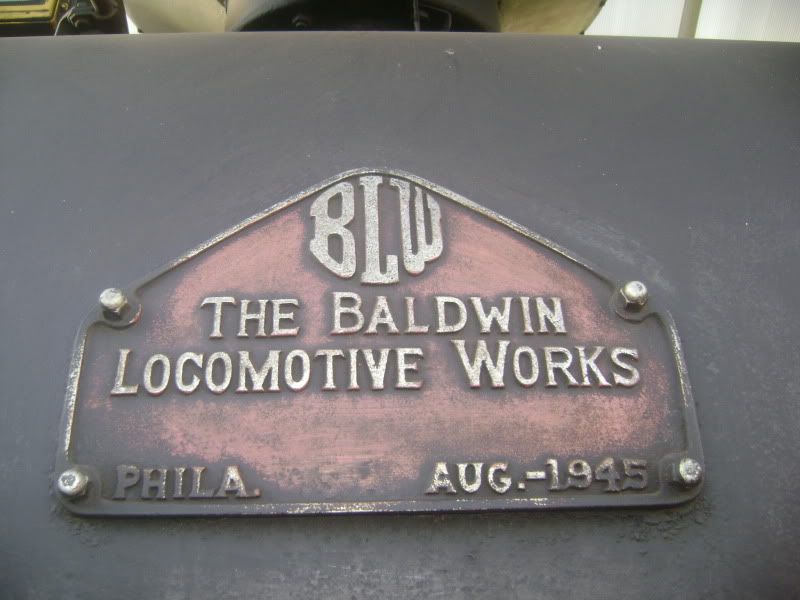 BLW
THE BALDWIN
LOCOMOTIVE WORKS
PHILA. AUG.-1945